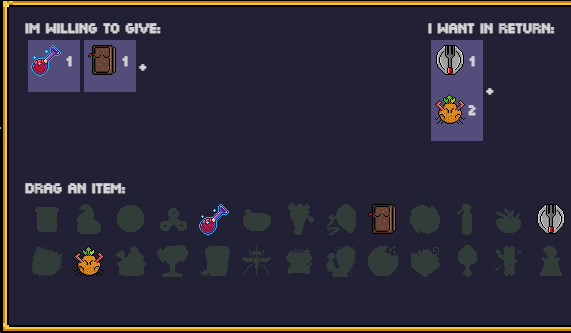 IM WILLING TO GIVE:
I WANT IN RETURN:
1
1
+
1
+
2
DRAG AN ITEM: